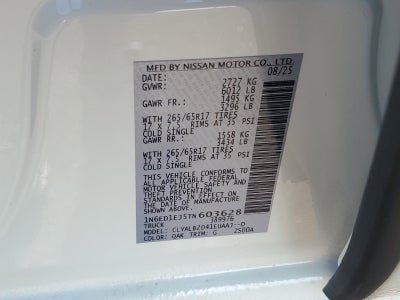 MFD BY NISSAN MOTOR CO., LTD.
DATE: 08/25
GVWR: 2727 KG
6012 LB
GAWR FR.: 1495 KG
3296 LB
WITH 265/65R17 TIRES
17 X 7.5 RIMS AT 35 PSI
COLD SINGLE
GAWR RR.: 1558 KG
3434 LB
WITH 265/65R17 TIRES
17 X 7.5 RIMS AT 35 PSI
COLD SINGLE
THIS VEHICLE CONFORMS TO
ALL APPLICABLE FEDERAL MOTOR
VEHICLE SAFETY STANDARDS
IN EFFECT ON THE DATE OF
MANUFACTURE SHOWN ABOVE
1N6ED1EJ5TN603628
TRUCK 389976
MODEL:
COLOR: QAK TRIM: G